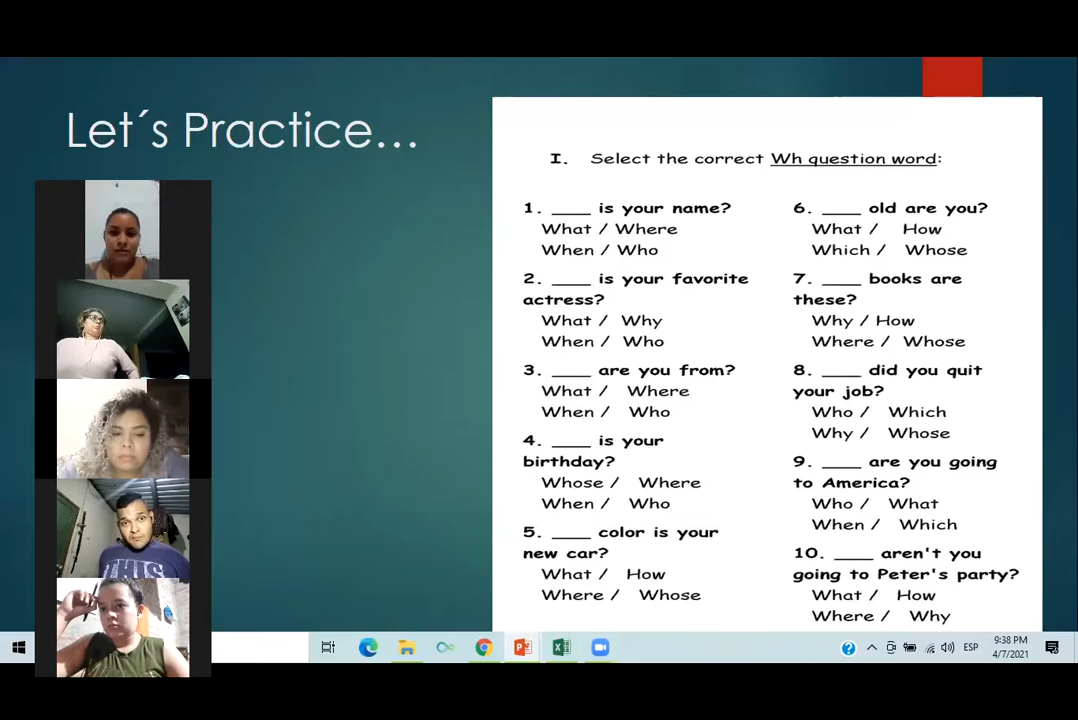 Let´s Practice...
I. Select the correct Wh question word:
1. ____ is your name?
What / Where
When / Who
2. ____ is your favorite
actress?
What / Why
When / Who
3. ____ are you from?
What / Where
When / Who
4. ____ is your
birthday?
Whose / Where
When / Who
5. ____ color is your
new car?
What / How
Where / Whose
6. ____ old are you?
What / How
Which / Whose
7. ____ books are
these?
Why / How
Where / Whose
8. ____ did you quit
your job?
Who / Which
Why / Whose
9. ____ are you going
to America?
Who / What
When / Which
10. ____ aren't you
going to Peter's party?
What / How
Where / Why
THIS
ESP
9:38 PM
4/7/2021